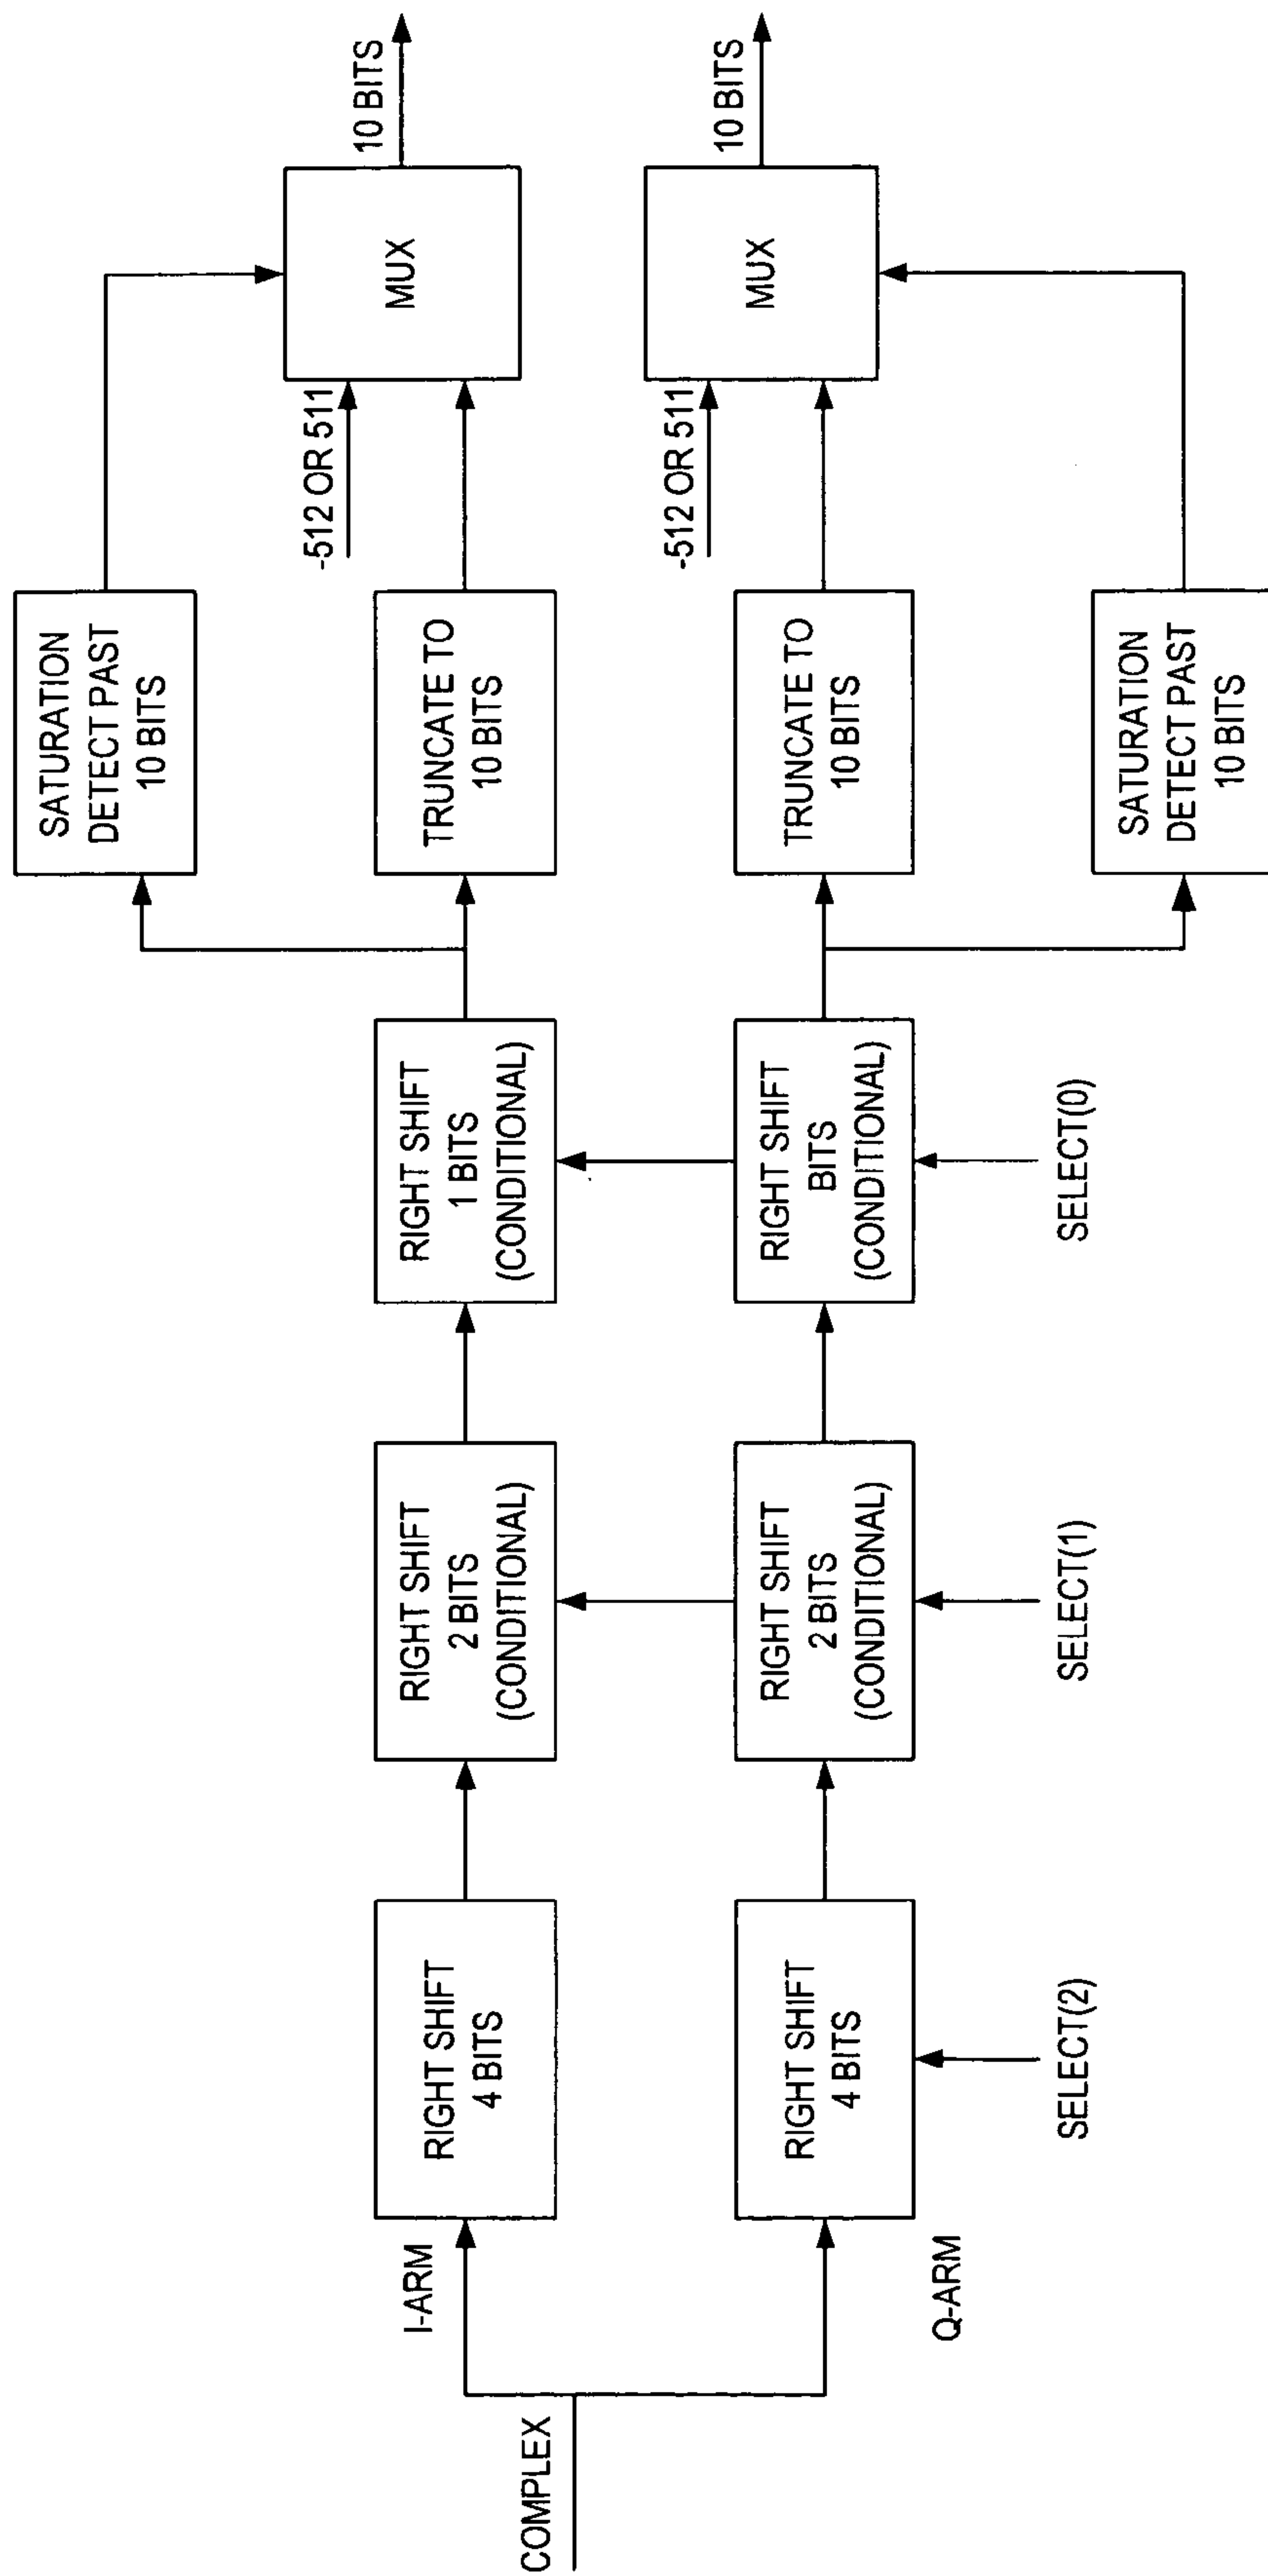 COMPLEX
I-ARM
Q-ARM
RIGHT SHIFT
4 BITS
RIGHT SHIFT
4 BITS
SELECT(2)
RIGHT SHIFT
2 BITS
(CONDITIONAL)
RIGHT SHIFT
2 BITS
(CONDITIONAL)
SELECT(1)
RIGHT SHIFT
1 BITS
(CONDITIONAL)
RIGHT SHIFT
BITS
(CONDITIONAL)
SELECT(0)
SATURATION
DETECT PAST
10 BITS
TRUNCATE TO
10 BITS
TRUNCATE TO
10 BITS
SATURATION
DETECT PAST
10 BITS
-512 OR 511
MUX
10 BITS
-512 OR 511
MUX
10 BITS